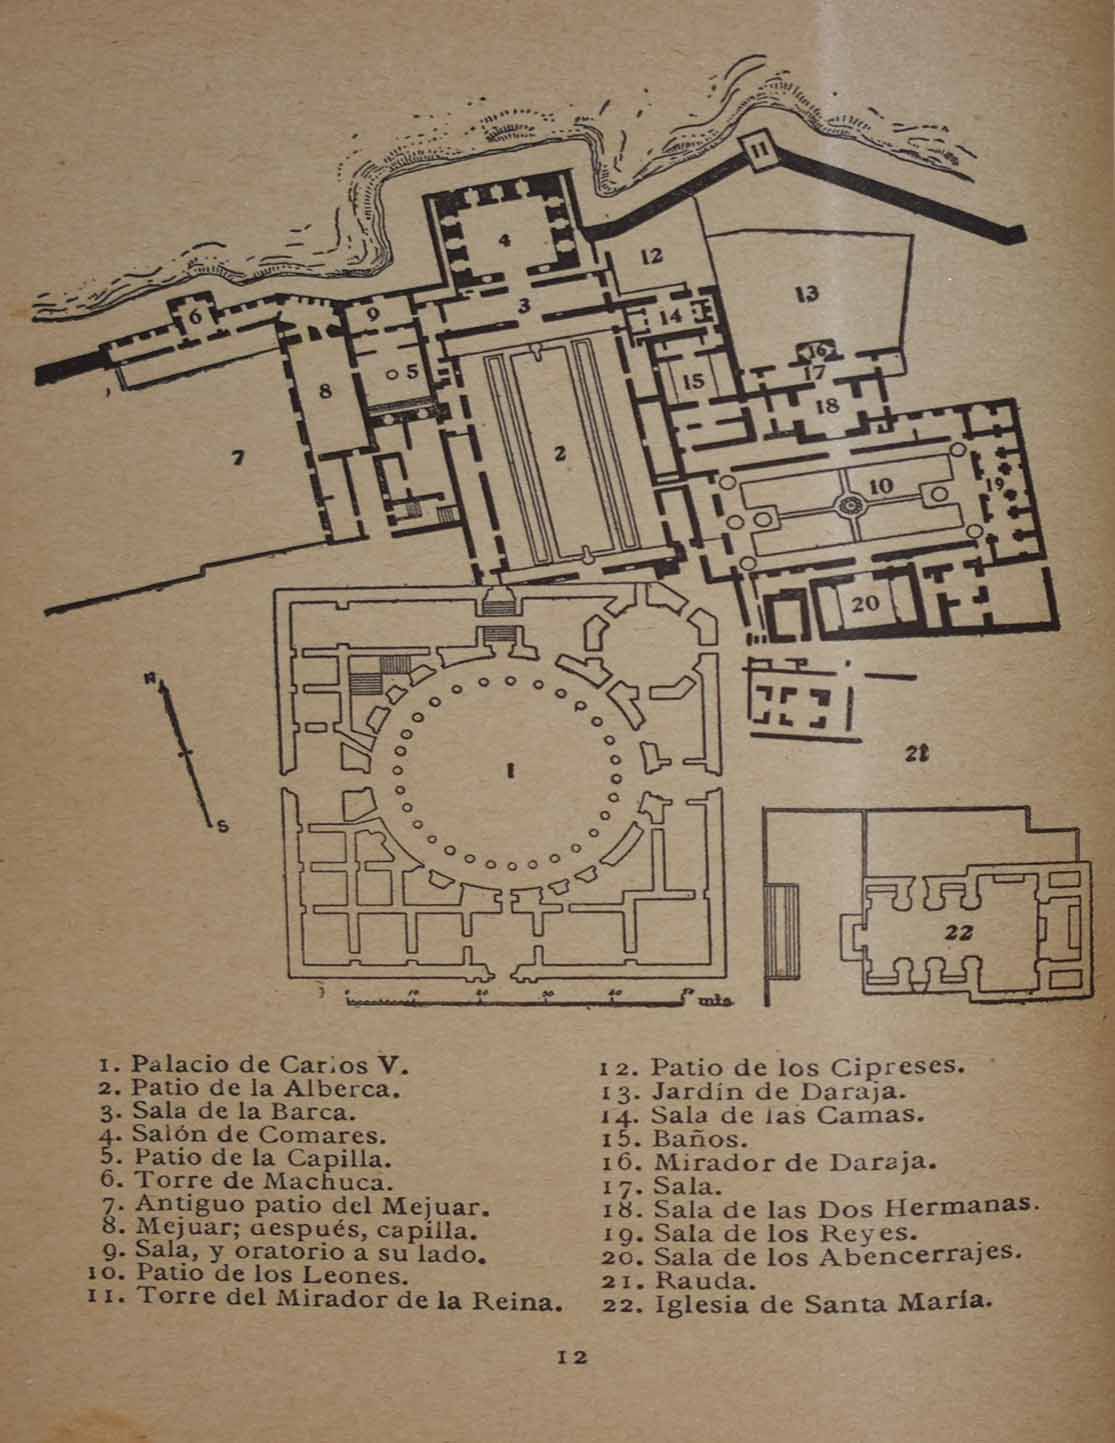 11
4
12
13
6
9
3
14
16
17
8
5
15
18
7
2
10
19
20
N
S
1
21
22
10
20
30
40
50 mts
1. Palacio de Carlos V.
2. Patio de la Alberca.
3. Sala de la Barca.
4. Salón de Comares.
5. Patio de la Capilla.
6. Torre de Machuca.
7. Antiguo patio del Mejuar.
8. Mejuar; después, capilla.
9. Sala, y oratorio a su lado.
10. Patio de los Leones.
11. Torre del Mirador de la Reina.
12. Patio de los Cipreses.
13. Jardín de Daraja.
14. Sala de las Camas.
15. Baños.
16. Mirador de Daraja.
17. Sala.
18. Sala de las Dos Hermanas.
19. Sala de los Reyes.
20. Sala de los Abencerrajes.
21. Rauda.
22. Iglesia de Santa María.
12